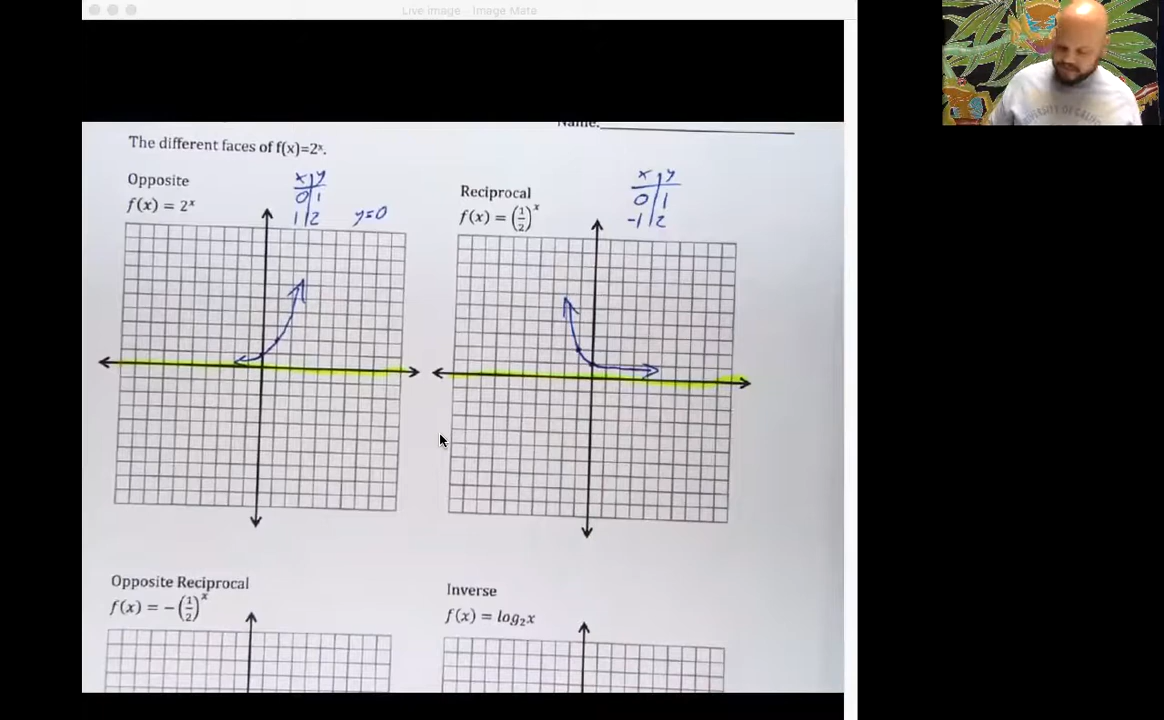 Live image - Image Mate
Name:
The different faces of f(x)=2ˣ.
Opposite
f(x) = 2ˣ
x y
0 1
1 2
y=0
Reciprocal
f(x) = (1/2)ˣ
x y
0 1
-1 2
Opposite Reciprocal
f(x) = −(1/2)ˣ
Inverse
f(x) = log₂x